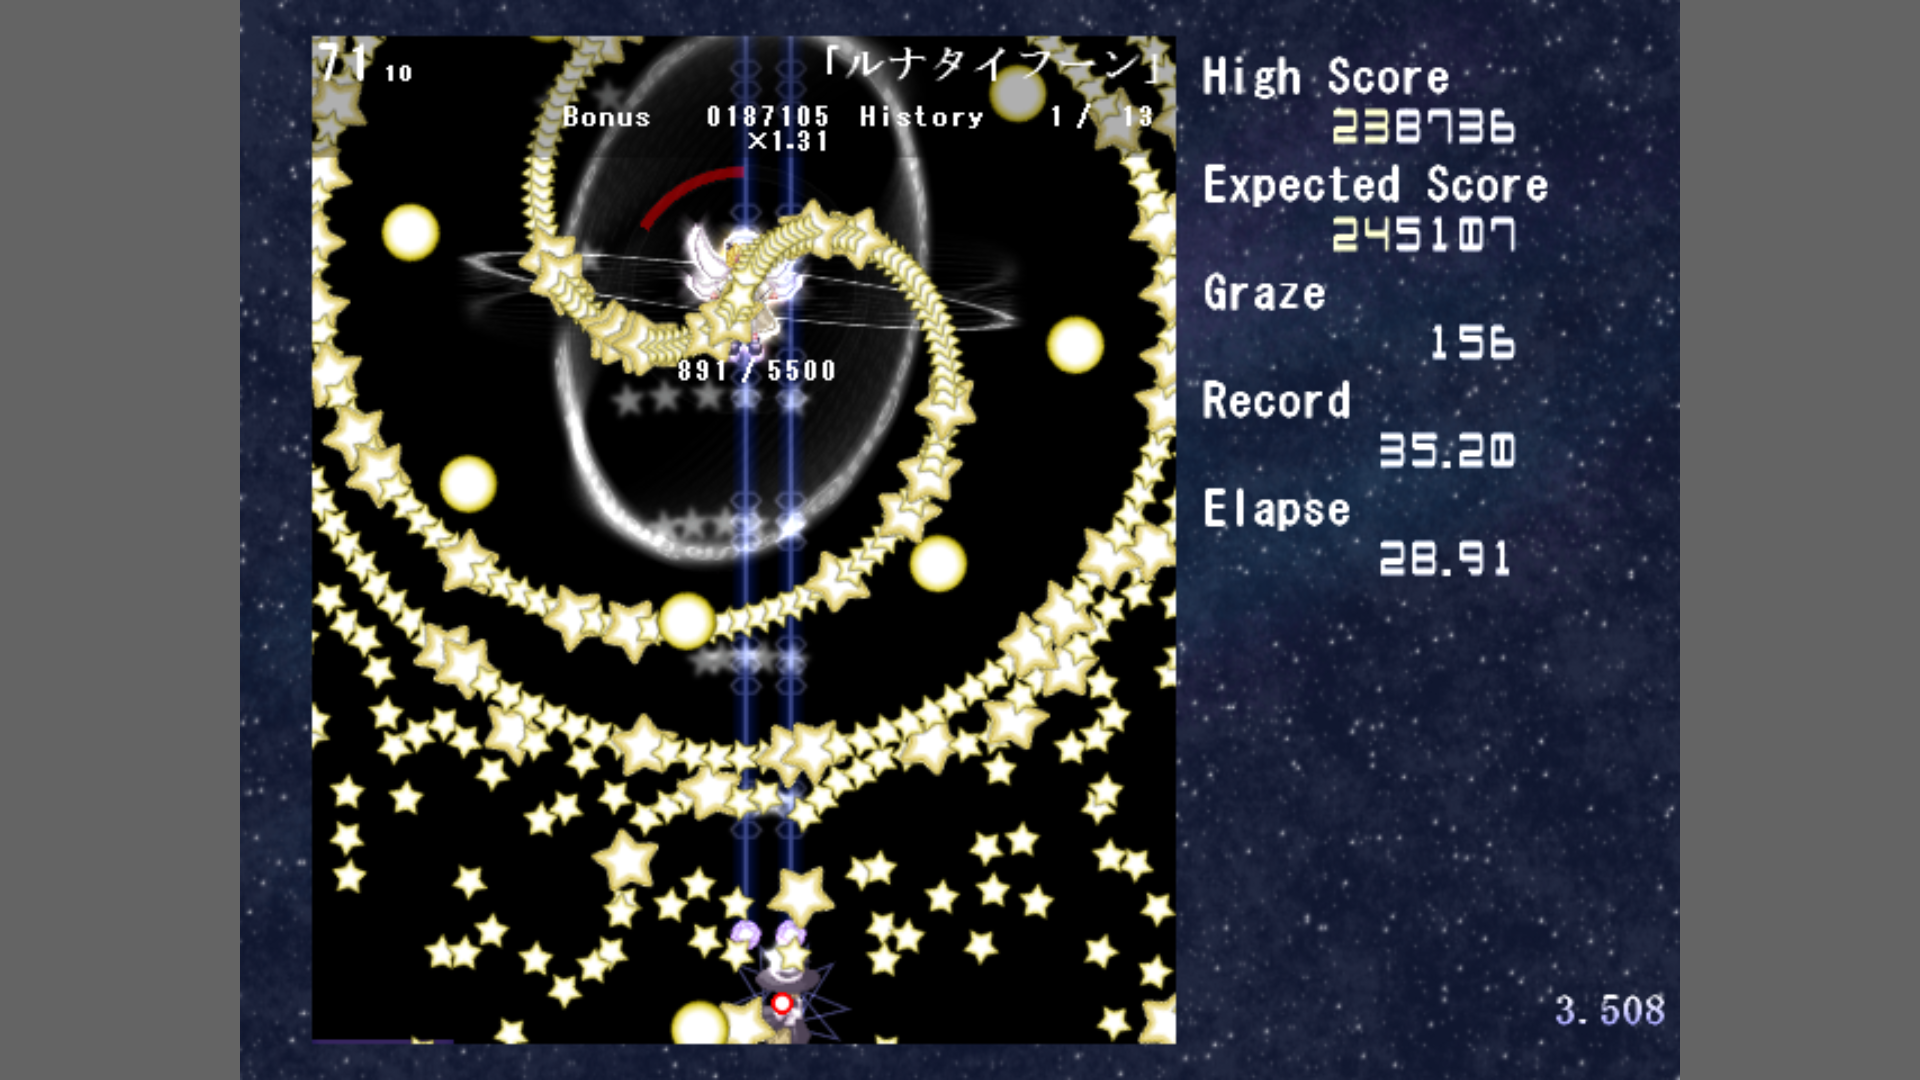 71 10
「ルナタイフーン」
Bonus 0187105 History 1 / 13
×1.31
891 / 5500
High Score
238736
Expected Score
245107
Graze
156
Record
35.20
Elapse
28.91
3.508